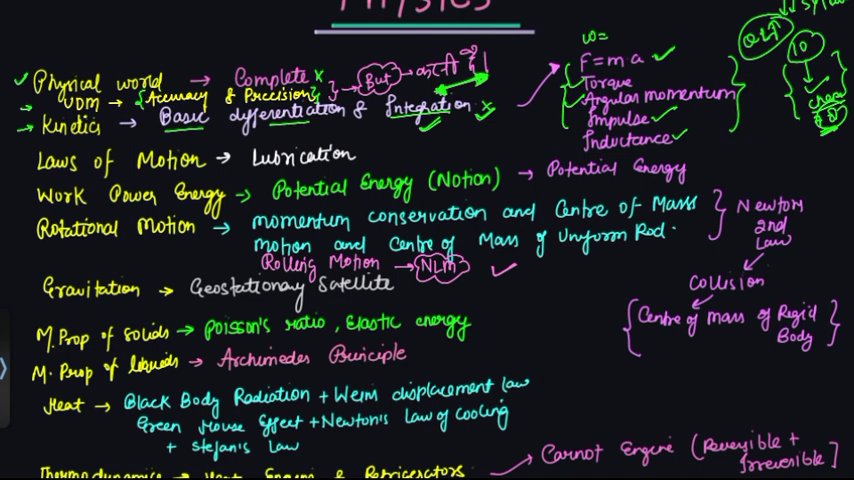 PHYSICS
Physical world → Complete x → But →
UDM → {Accuracy & Precision}
Kinetics → Basic differentiation & Integration x
ω=
F = m a
Torque
Angular momentum
Impulse
Inductance
10
Laws of Motion → Lubrication
Work Power Energy → Potential Energy (Notion) → Potential Energy
Rotational Motion → momentum conservation and Centre of Mass
Motion and Centre of Mass of Uniform Rod.
Rolling Motion → NLM
Newton
2nd
Law
Collision
{Centre of mass of Rigid Body}
Gravitation → Geostationary Satellite
M. Prop of Solids → Poisson's ratio, Elastic energy
M. Prop of liquids → Archimedes Principle
Heat → Black Body Radiation + Wein displacement law
Green House Effect + Newton's Law of Cooling
+ Stefan's Law
Thermodynamics → Heat Engine & Refrigerators
Carnot Engine (Reversible +
Irreversible]